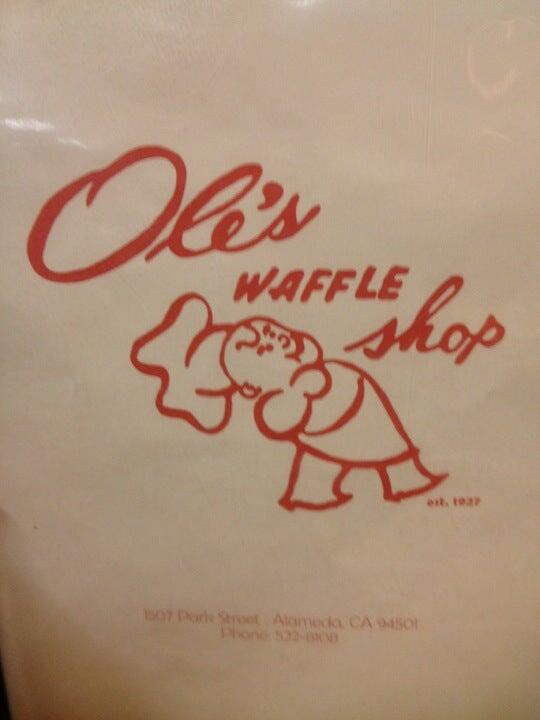 Ole's
WAFFLE
shop
est. 1927
1507 Park Street . Alameda, CA 94501
Phone: 522-8108